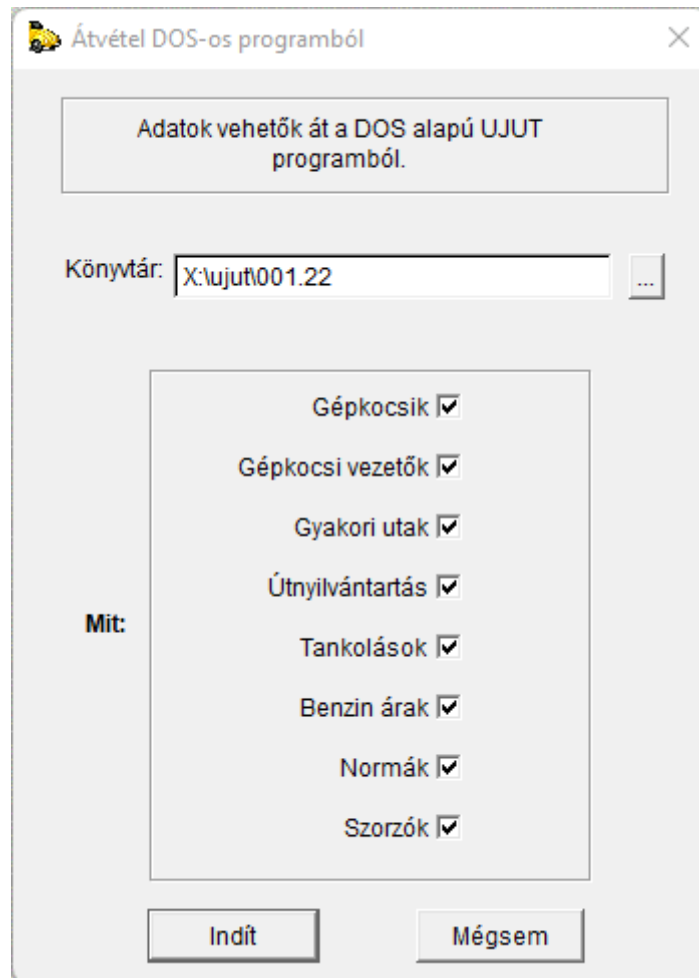 Átvétel DOS-os programból
Adatok vehetők át a DOS alapú UJUT
programból.
Könyvtár: X:\ujut\001.22 ...
Gépkocsik
Gépkocsi vezetők
Gyakori utak
Útnyilvántartás
Mit:
Tankolások
Benzin árak
Normák
Szorzók
Indít Mégsem